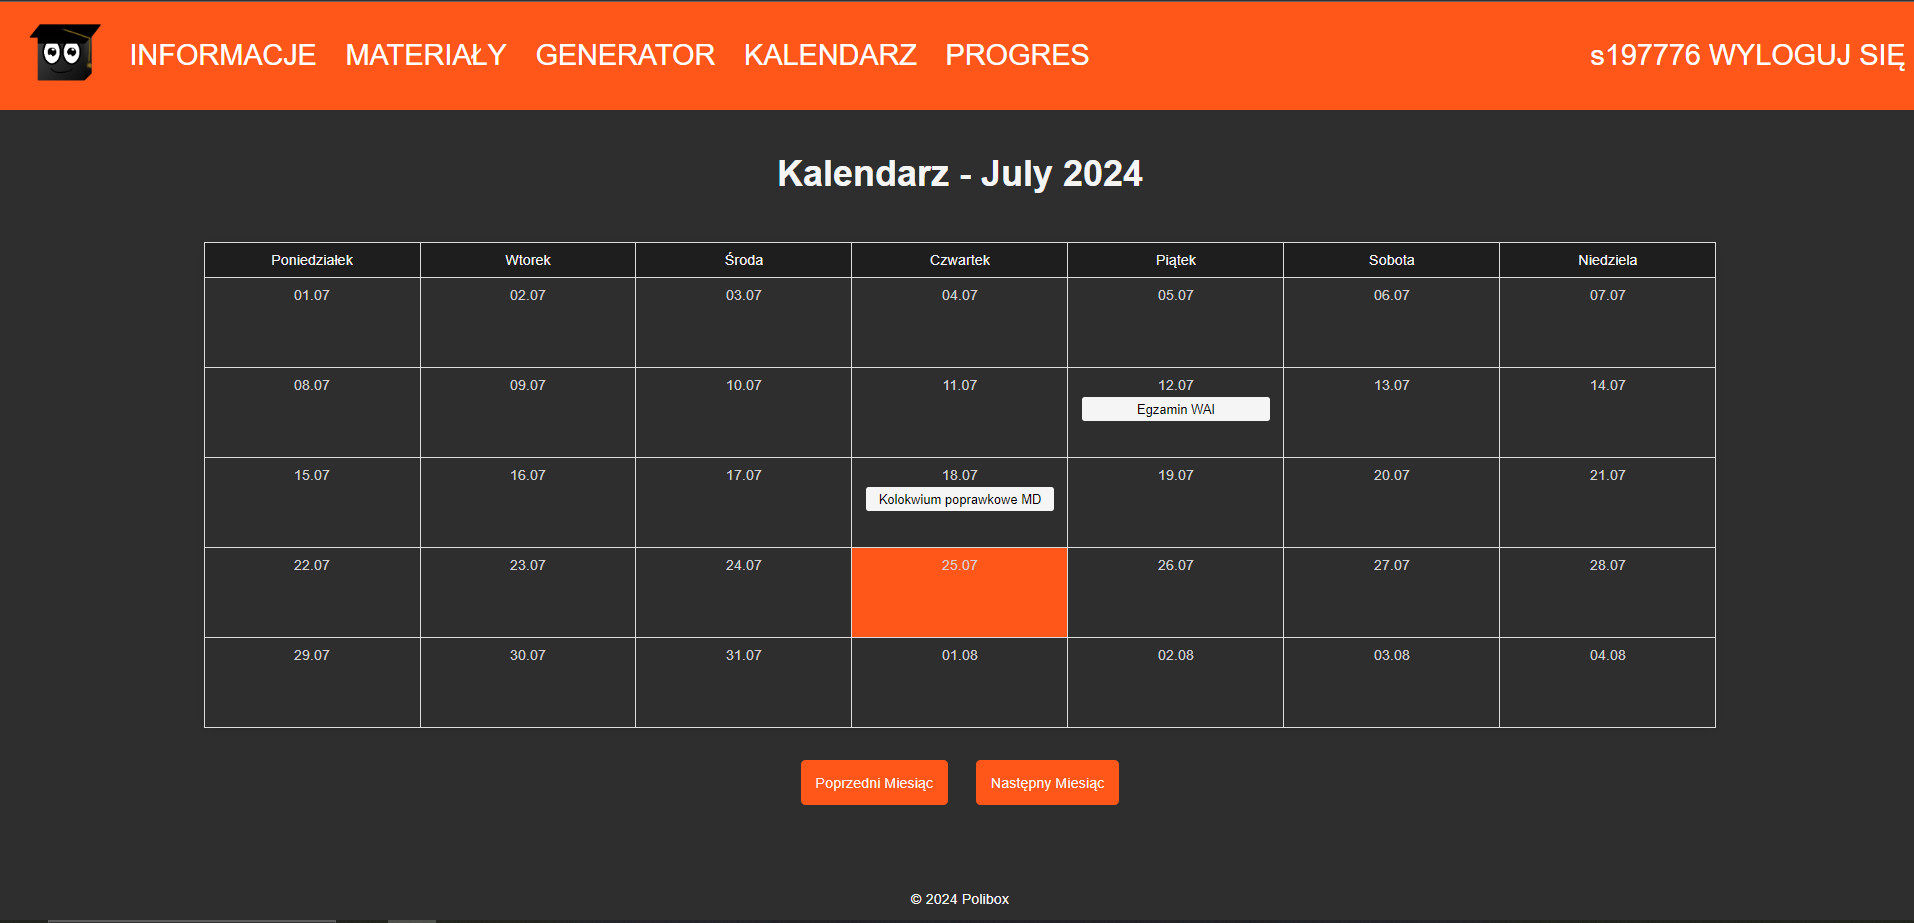 INFORMACJE MATERIAŁY GENERATOR KALENDARZ PROGRES s197776 WYLOGUJ SIĘ
Kalendarz - July 2024
Poniedziałek Wtorek Środa Czwartek Piątek Sobota Niedziela
01.07 02.07 03.07 04.07 05.07 06.07 07.07
08.07 09.07 10.07 11.07 12.07 13.07 14.07
Egzamin WAI
15.07 16.07 17.07 18.07 19.07 20.07 21.07
Kolokwium poprawkowe MD
22.07 23.07 24.07 25.07 26.07 27.07 28.07
29.07 30.07 31.07 01.08 02.08 03.08 04.08
Poprzedni Miesiąc Następny Miesiąc
© 2024 Polibox